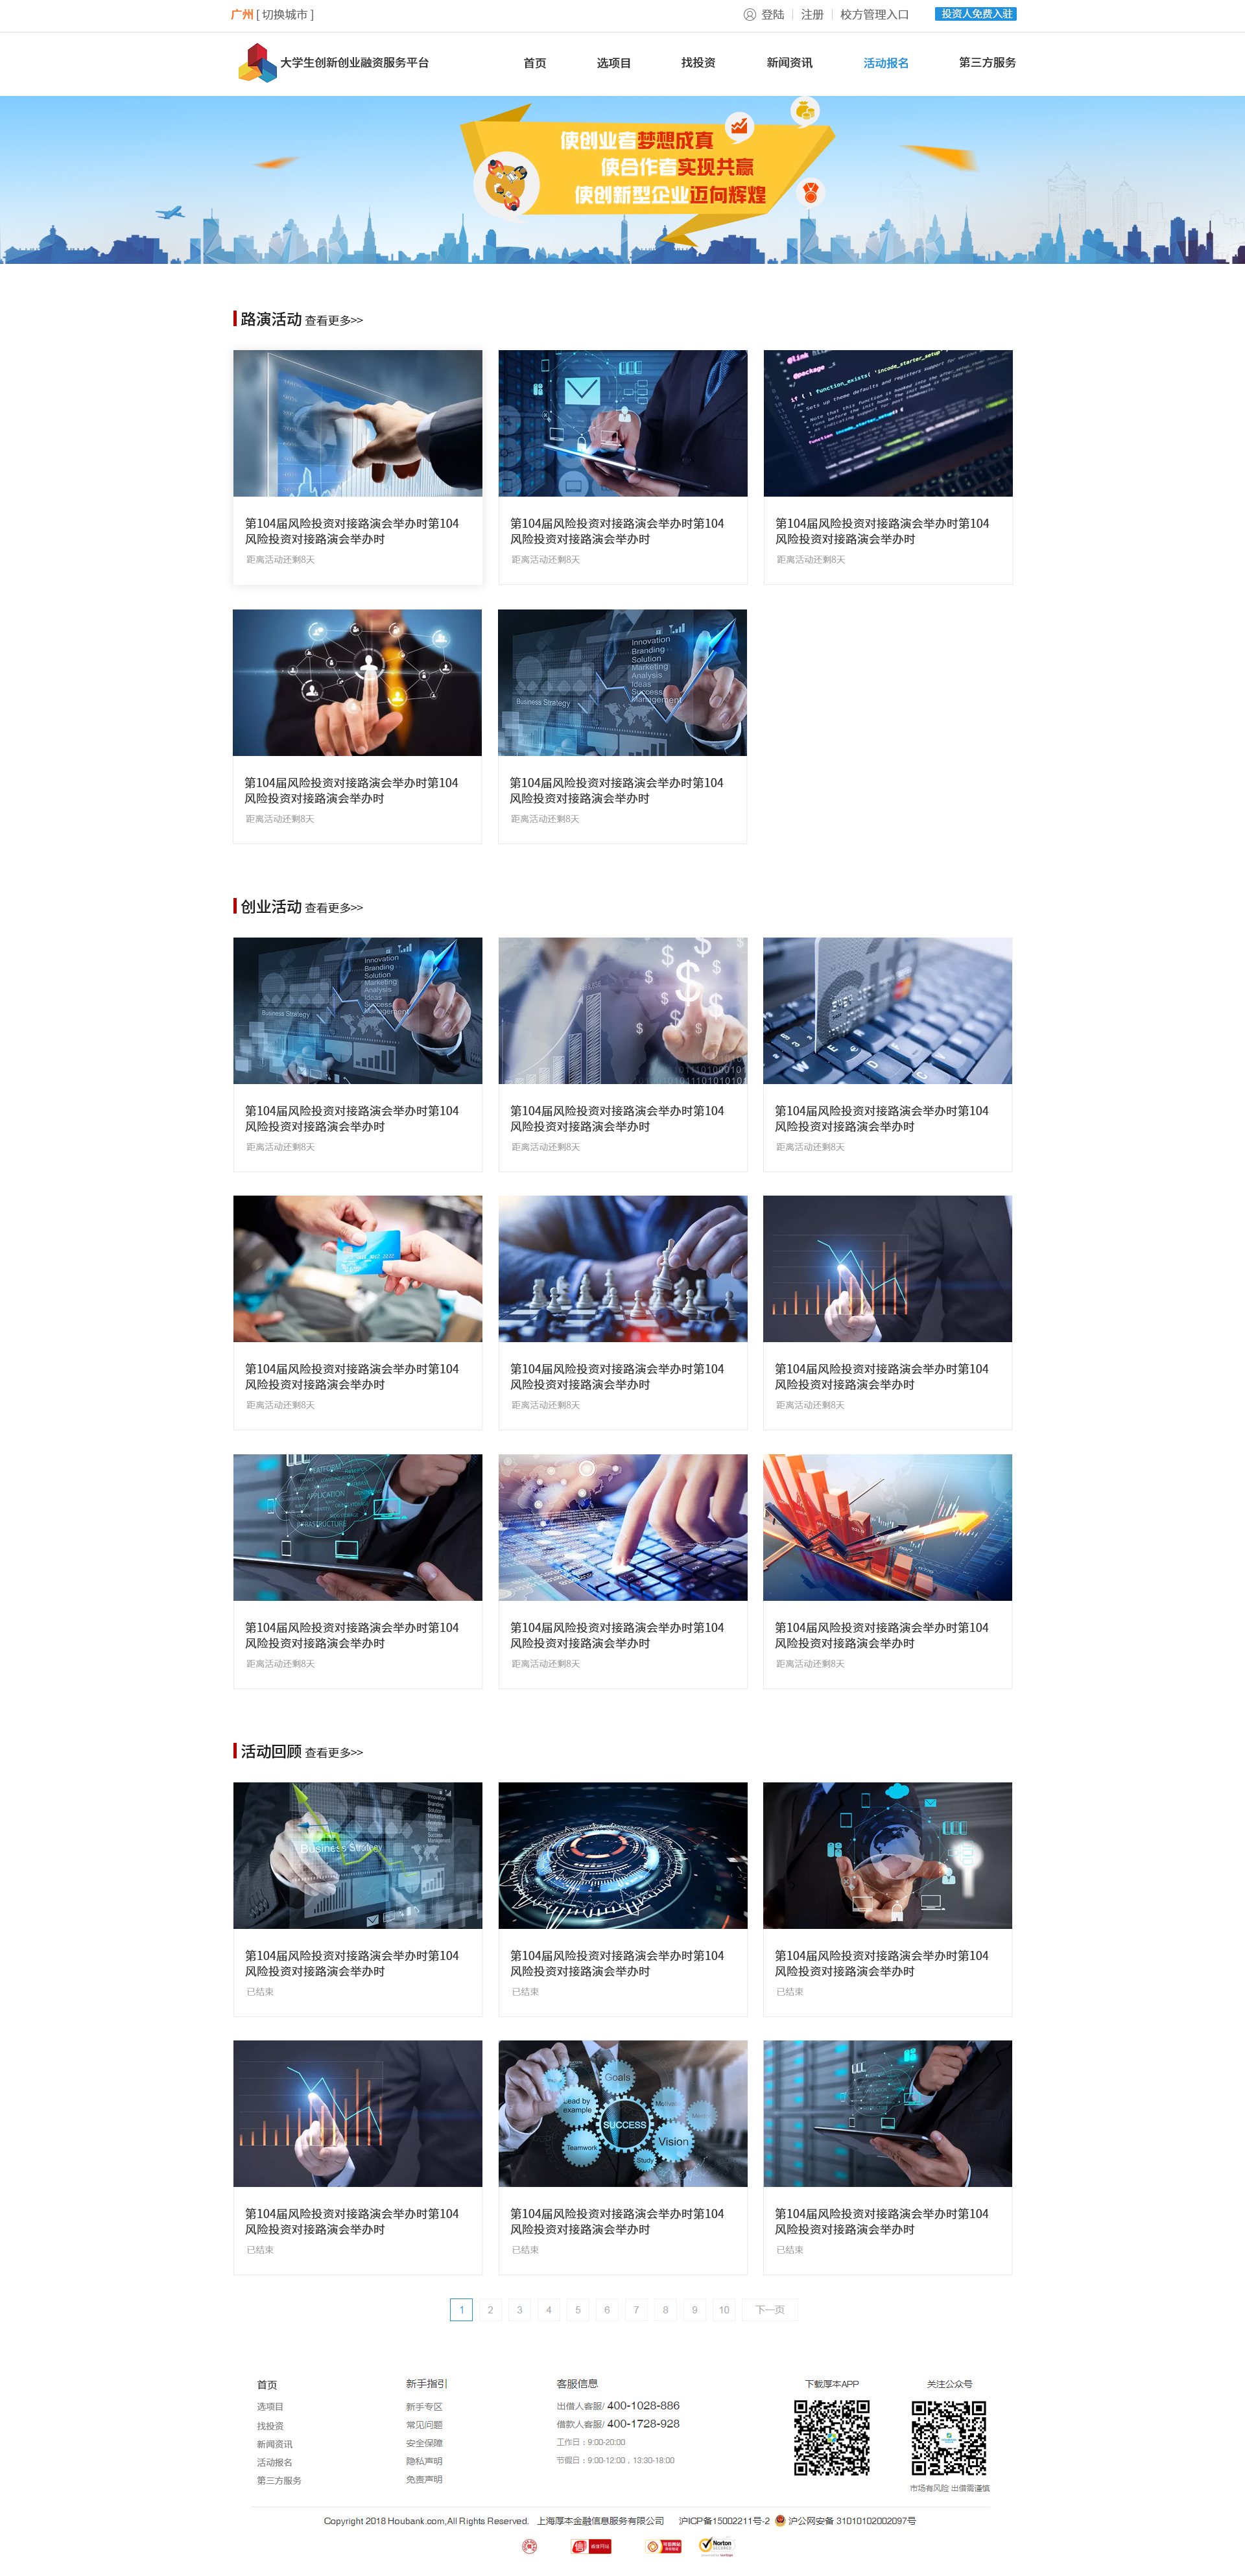 广州 [ 切换城市 ]
登陆 | 注册 | 校方管理入口
投资人免费入驻
大学生创新创业融资服务平台
首页 选项目 找投资 新闻资讯 活动报名 第三方服务
使创业者梦想成真
使合作者实现共赢
使创新型企业迈向辉煌
路演活动 查看更多>>
第104届风险投资对接路演会举办时第104
风险投资对接路演会举办时
距离活动还剩8天
第104届风险投资对接路演会举办时第104
风险投资对接路演会举办时
距离活动还剩8天
第104届风险投资对接路演会举办时第104
风险投资对接路演会举办时
距离活动还剩8天
Innovation
Branding
Solution
Marketing
Analysis
Ideas
Success
Management
Business Strategy
第104届风险投资对接路演会举办时第104
风险投资对接路演会举办时
距离活动还剩8天
第104届风险投资对接路演会举办时第104
风险投资对接路演会举办时
距离活动还剩8天
创业活动 查看更多>>
Innovation
Branding
Solution
Marketing
Analysis
Ideas
Success
Management
Business Strategy
第104届风险投资对接路演会举办时第104
风险投资对接路演会举办时
距离活动还剩8天
第104届风险投资对接路演会举办时第104
风险投资对接路演会举办时
距离活动还剩8天
第104届风险投资对接路演会举办时第104
风险投资对接路演会举办时
距离活动还剩8天
第104届风险投资对接路演会举办时第104
风险投资对接路演会举办时
距离活动还剩8天
第104届风险投资对接路演会举办时第104
风险投资对接路演会举办时
距离活动还剩8天
第104届风险投资对接路演会举办时第104
风险投资对接路演会举办时
距离活动还剩8天
PLATFORM
APPLICATION
INFRASTRUCTURE
第104届风险投资对接路演会举办时第104
风险投资对接路演会举办时
距离活动还剩8天
第104届风险投资对接路演会举办时第104
风险投资对接路演会举办时
距离活动还剩8天
第104届风险投资对接路演会举办时第104
风险投资对接路演会举办时
距离活动还剩8天
活动回顾 查看更多>>
Business Strategy
第104届风险投资对接路演会举办时第104
风险投资对接路演会举办时
已结束
第104届风险投资对接路演会举办时第104
风险投资对接路演会举办时
已结束
第104届风险投资对接路演会举办时第104
风险投资对接路演会举办时
已结束
Goals
Lead by
example
SUCCESS
Vision
Teamwork
Study
第104届风险投资对接路演会举办时第104
风险投资对接路演会举办时
已结束
第104届风险投资对接路演会举办时第104
风险投资对接路演会举办时
已结束
第104届风险投资对接路演会举办时第104
风险投资对接路演会举办时
已结束
1 2 3 4 5 6 7 8 9 10 下一页
首页
选项目
找投资
新闻资讯
活动报名
第三方服务
新手指引
新手专区
常见问题
安全保障
隐私声明
免责声明
客服信息
出借人客服/ 400-1028-886
借款人客服/ 400-1728-928
工作日：9:00-20:00
节假日：9:00-12:00，13:30-18:00
下载厚本APP
关注公众号
市场有风险 出借需谨慎
Copyright 2018 Houbank.com,All Rights Reserved. 上海厚本金融信息服务有限公司 沪ICP备15002211号-2 沪公网安备 31010102002097号
Norton